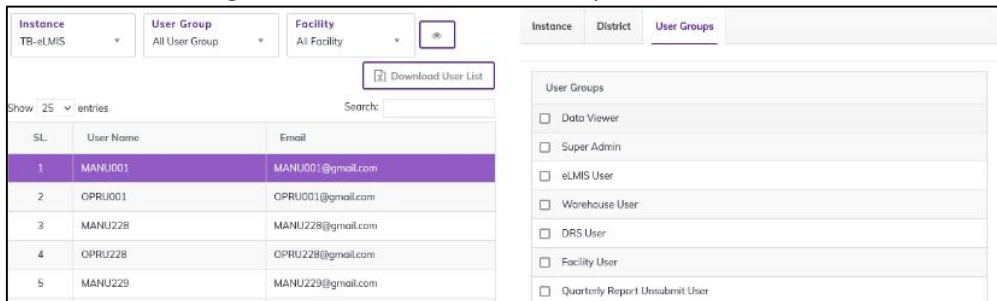 Instance
TB-eLMIS
User Group
All User Group
Facility
All Facility
Download User List
Show 25 entries
Search:
SL. User Name Email
1 MANU001 MANU001@gmail.com
2 OPRU001 OPRU001@gmail.com
3 MANU228 MANU228@gmail.com
4 OPRU228 OPRU228@gmail.com
5 MANU229 MANU229@gmail.com
Instance District User Groups
User Groups
Data Viewer
Super Admin
eLMIS User
Warehouse User
DRS User
Facility User
Quarterly Report Unsubmit User